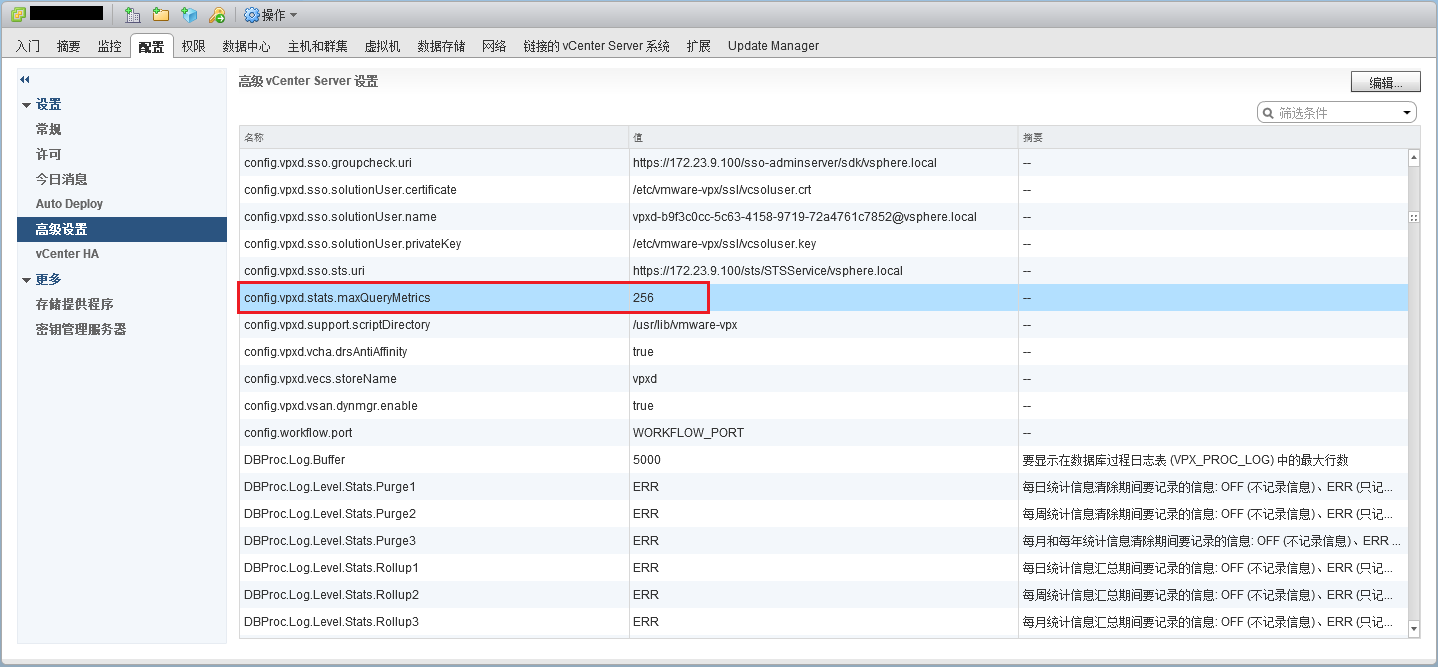 操作
入门 摘要 监控 配置 权限 数据中心 主机和群集 虚拟机 数据存储 网络 链接的 vCenter Server 系统 扩展 Update Manager
设置
常规
许可
今日消息
Auto Deploy
高级设置
vCenter HA
更多
存储提供程序
密钥管理服务器
高级 vCenter Server 设置
编辑...
筛选条件
名称 值 摘要
config.vpxd.sso.groupcheck.uri https://172.23.9.100/sso-adminserver/sdk/vsphere.local --
config.vpxd.sso.solutionUser.certificate /etc/vmware-vpx/ssl/vcsoluser.crt --
config.vpxd.sso.solutionUser.name vpxd-b9f3c0cc-5c63-4158-9719-72a4761c7852@vsphere.local --
config.vpxd.sso.solutionUser.privateKey /etc/vmware-vpx/ssl/vcsoluser.key --
config.vpxd.sso.sts.uri https://172.23.9.100/sts/STSService/vsphere.local --
config.vpxd.stats.maxQueryMetrics 256 --
config.vpxd.support.scriptDirectory /usr/lib/vmware-vpx --
config.vpxd.vcha.drsAntiAffinity true --
config.vpxd.vecs.storeName vpxd --
config.vpxd.vsan.dynmgr.enable true --
config.workflow.port WORKFLOW_PORT --
DBProc.Log.Buffer 5000 要显示在数据库过程日志表 (VPX_PROC_LOG) 中的最大行数
DBProc.Log.Level.Stats.Purge1 ERR 每日统计信息清除期间要记录的信息: OFF (不记录信息)、ERR (只记...
DBProc.Log.Level.Stats.Purge2 ERR 每周统计信息清除期间要记录的信息: OFF (不记录信息)、ERR (只记...
DBProc.Log.Level.Stats.Purge3 ERR 每月和每年统计信息清除期间要记录的信息: OFF (不记录信息)、ERR ...
DBProc.Log.Level.Stats.Rollup1 ERR 每日统计信息汇总期间要记录的信息: OFF (不记录信息)、ERR (只记...
DBProc.Log.Level.Stats.Rollup2 ERR 每周统计信息汇总期间要记录的信息: OFF (不记录信息)、ERR (只记...
DBProc.Log.Level.Stats.Rollup3 ERR 每月统计信息汇总期间要记录的信息: OFF (不记录信息)、ERR (只记...